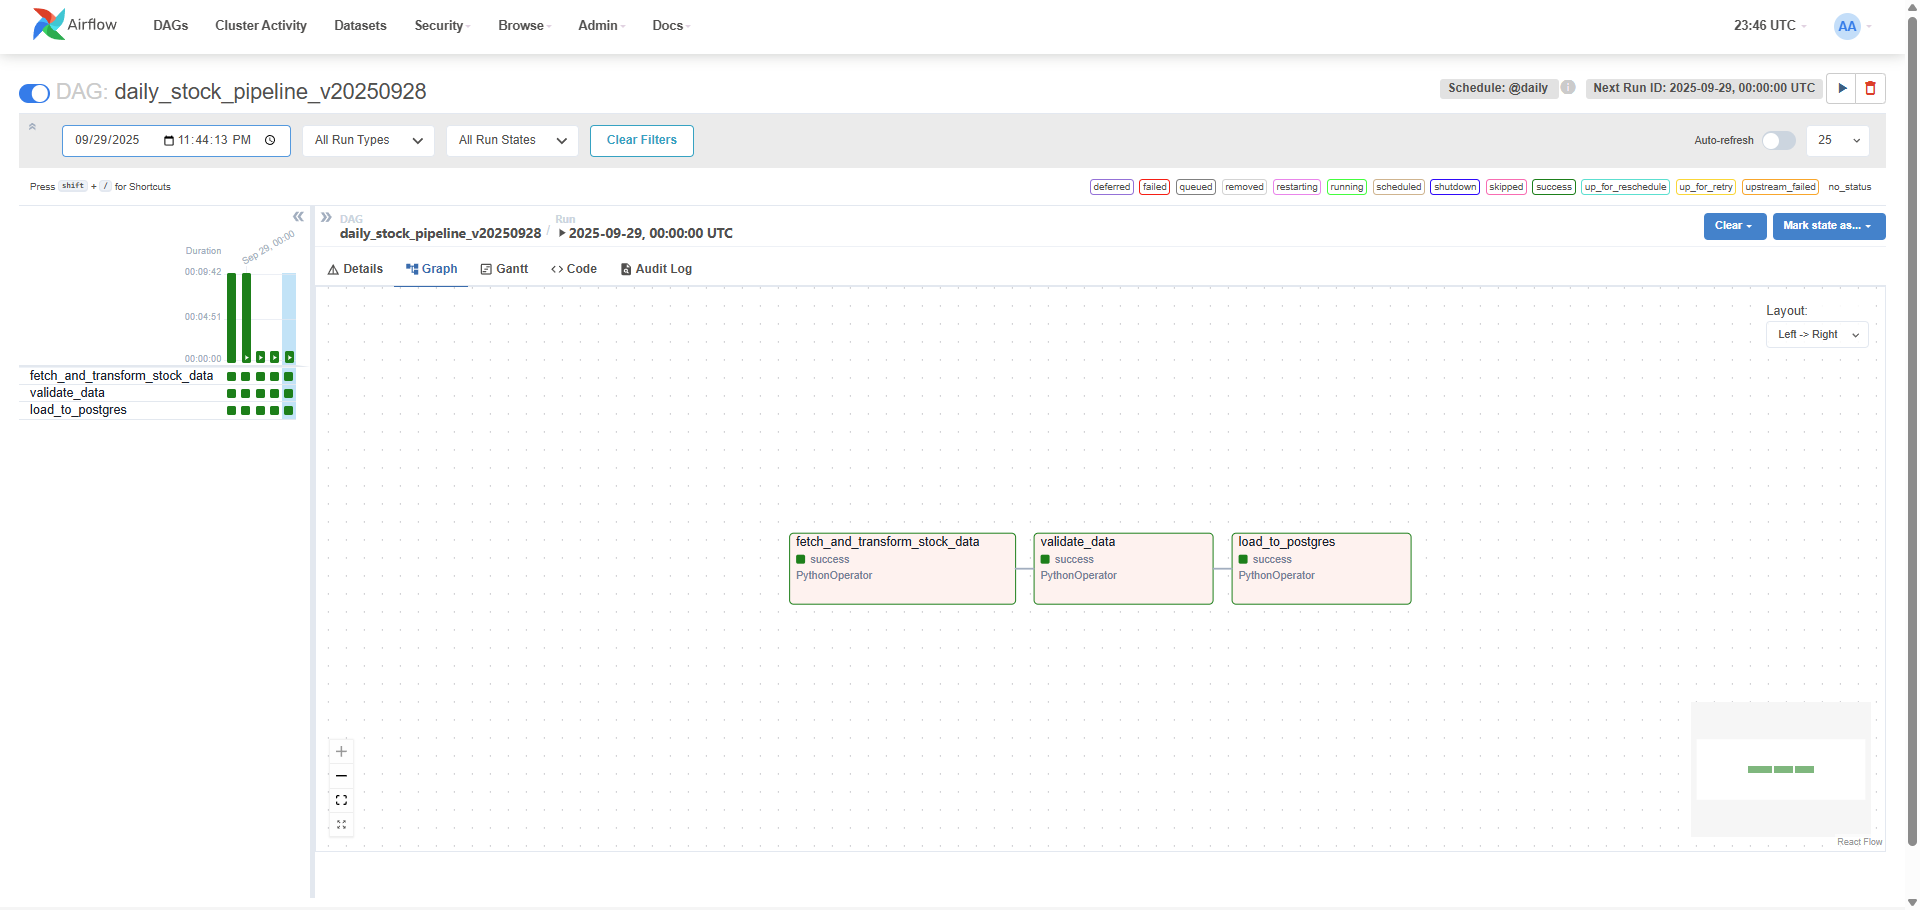 Airflow DAGs Cluster Activity Datasets Security Browse Admin Docs 23:46 UTC AA
DAG: daily_stock_pipeline_v20250928 Schedule: @daily i Next Run ID: 2025-09-29, 00:00:00 UTC
09/29/2025 11:44:13 PM All Run Types All Run States Clear Filters Auto-refresh 25
Press shift + / for Shortcuts deferred failed queued removed restarting running scheduled shutdown skipped success up_for_reschedule up_for_retry upstream_failed no_status
DAG Run
daily_stock_pipeline_v20250928 / 2025-09-29, 00:00:00 UTC Clear Mark state as...
Details Graph Gantt Code Audit Log
Duration Sep 29, 00:00
00:09:42
00:04:51
00:00:00
fetch_and_transform_stock_data
validate_data
load_to_postgres
Layout:
Left -> Right
fetch_and_transform_stock_data
success
PythonOperator
validate_data
success
PythonOperator
load_to_postgres
success
PythonOperator
React Flow